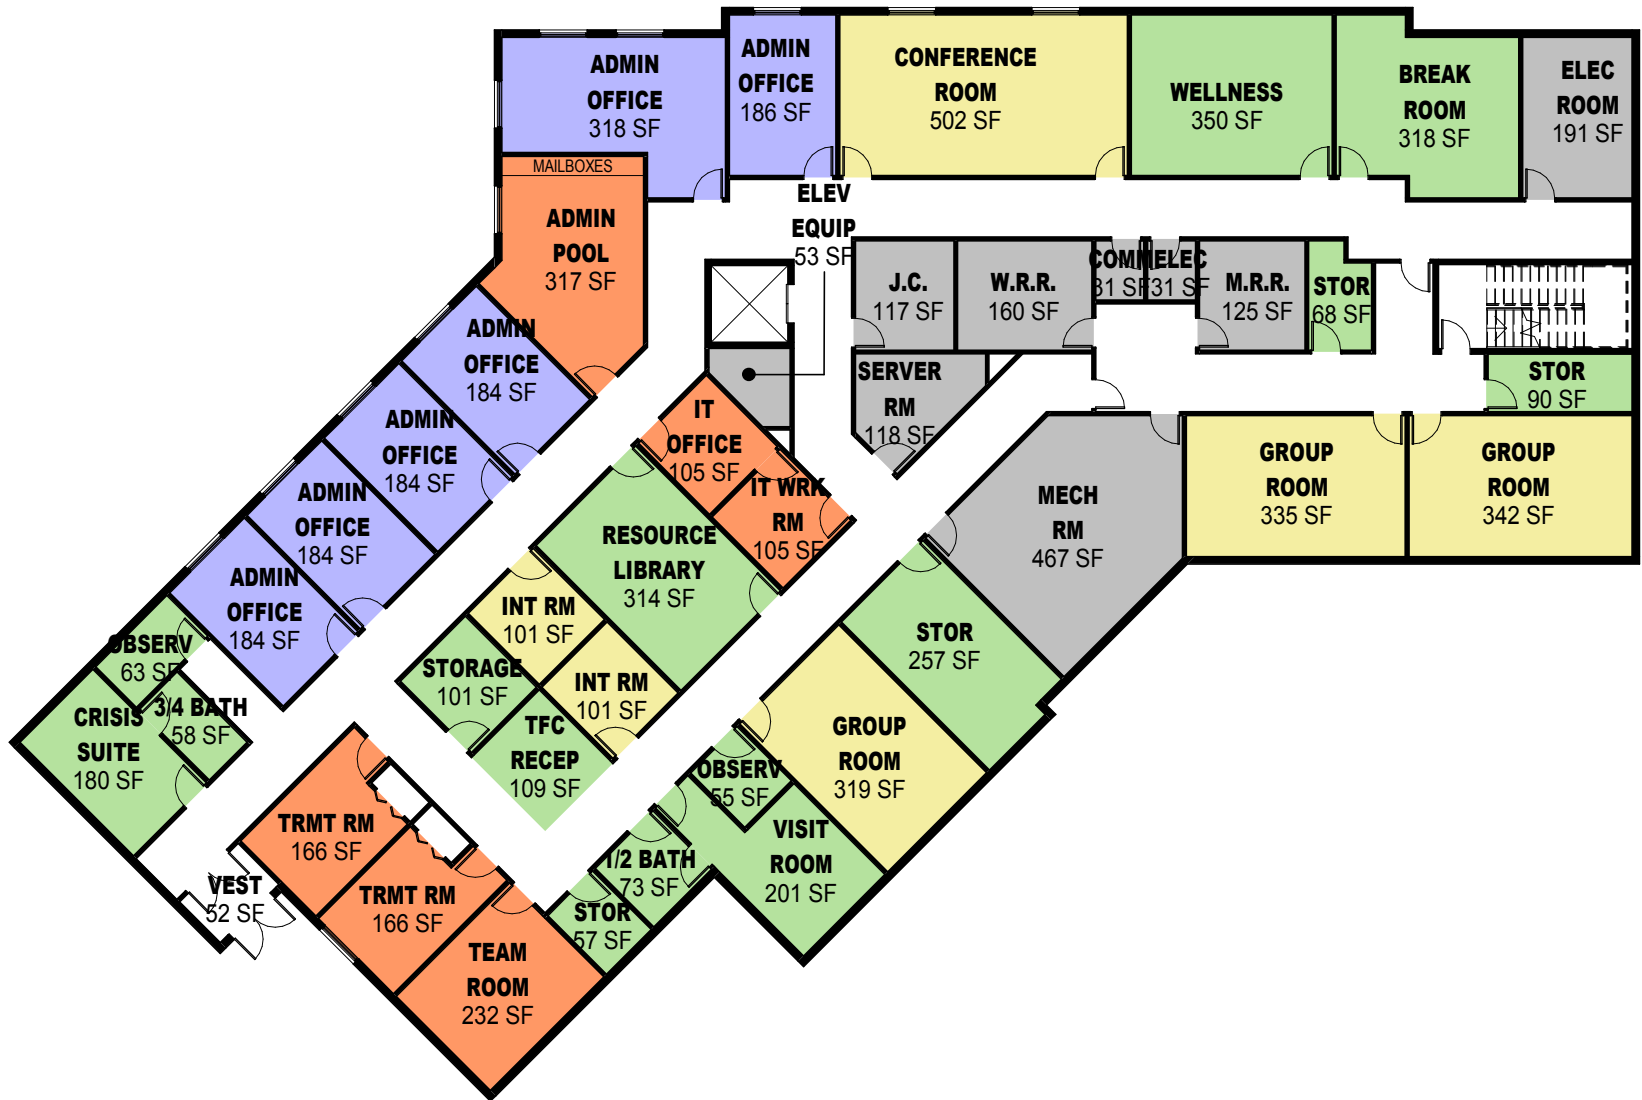 ADMIN
OFFICE
318 SF
ADMIN
OFFICE
186 SF
CONFERENCE
ROOM
502 SF
WELLNESS
350 SF
BREAK
ROOM
318 SF
ELEC
ROOM
191 SF
MAILBOXES
ADMIN
POOL
317 SF
ELEV
EQUIP
53 SF
J.C.
117 SF
W.R.R.
160 SF
COMM
31 SF
ELEC
31 SF
M.R.R.
125 SF
STOR
68 SF
STOR
90 SF
SERVER
RM
118 SF
ADMIN
OFFICE
184 SF
ADMIN
OFFICE
184 SF
ADMIN
OFFICE
184 SF
ADMIN
OFFICE
184 SF
IT
OFFICE
105 SF
IT WRK
RM
105 SF
RESOURCE
LIBRARY
314 SF
MECH
RM
467 SF
GROUP
ROOM
335 SF
GROUP
ROOM
342 SF
INT RM
101 SF
INT RM
101 SF
STORAGE
101 SF
TFC
RECEP
109 SF
STOR
257 SF
GROUP
ROOM
319 SF
OBSERV
63 SF
3/4 BATH
58 SF
CRISIS
SUITE
180 SF
OBSERV
55 SF
VISIT
ROOM
201 SF
1/2 BATH
73 SF
STOR
57 SF
TRMT RM
166 SF
TRMT RM
166 SF
VEST
52 SF
TEAM
ROOM
232 SF